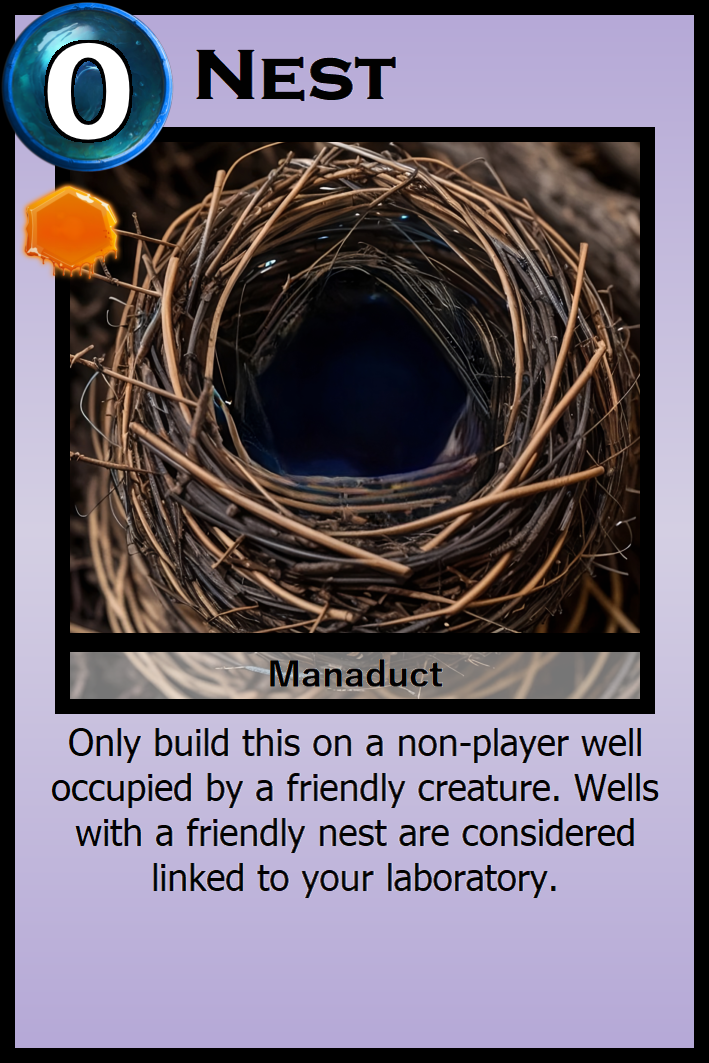 0
Nest
Manaduct
Only build this on a non-player well
occupied by a friendly creature. Wells
with a friendly nest are considered
linked to your laboratory.